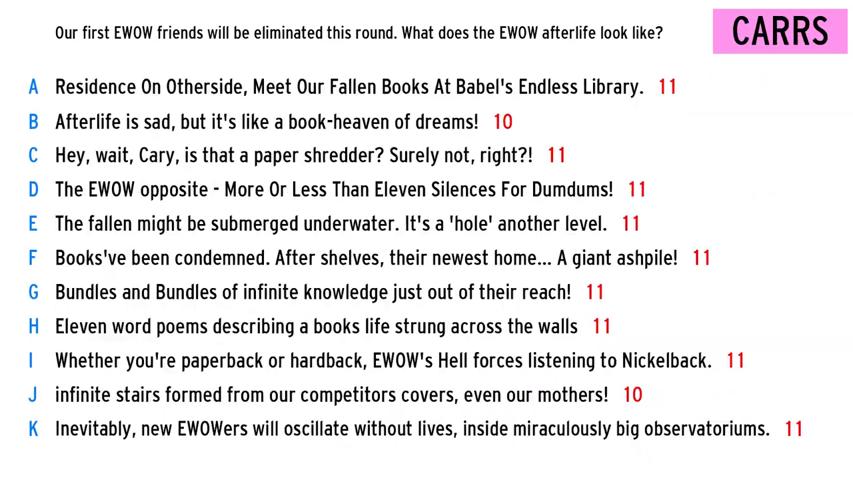 Our first EWOW friends will be eliminated this round. What does the EWOW afterlife look like?
CARRS
A Residence On Otherside, Meet Our Fallen Books At Babel's Endless Library. 11
B Afterlife is sad, but it's like a book-heaven of dreams! 10
C Hey, wait, Cary, is that a paper shredder? Surely not, right?! 11
D The EWOW opposite - More Or Less Than Eleven Silences For Dumdums! 11
E The fallen might be submerged underwater. It's a 'hole' another level. 11
F Books've been condemned. After shelves, their newest home... A giant ashpile! 11
G Bundles and Bundles of infinite knowledge just out of their reach! 11
H Eleven word poems describing a books life strung across the walls 11
I Whether you're paperback or hardback, EWOW's Hell forces listening to Nickelback. 11
J infinite stairs formed from our competitors covers, even our mothers! 10
K Inevitably, new EWOWers will oscillate without lives, inside miraculously big observatoriums. 11